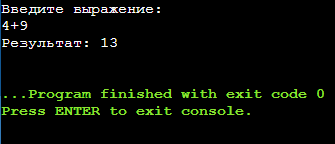 Введите выражение:
4+9
Результат: 13
...Program finished with exit code 0
Press ENTER to exit console.